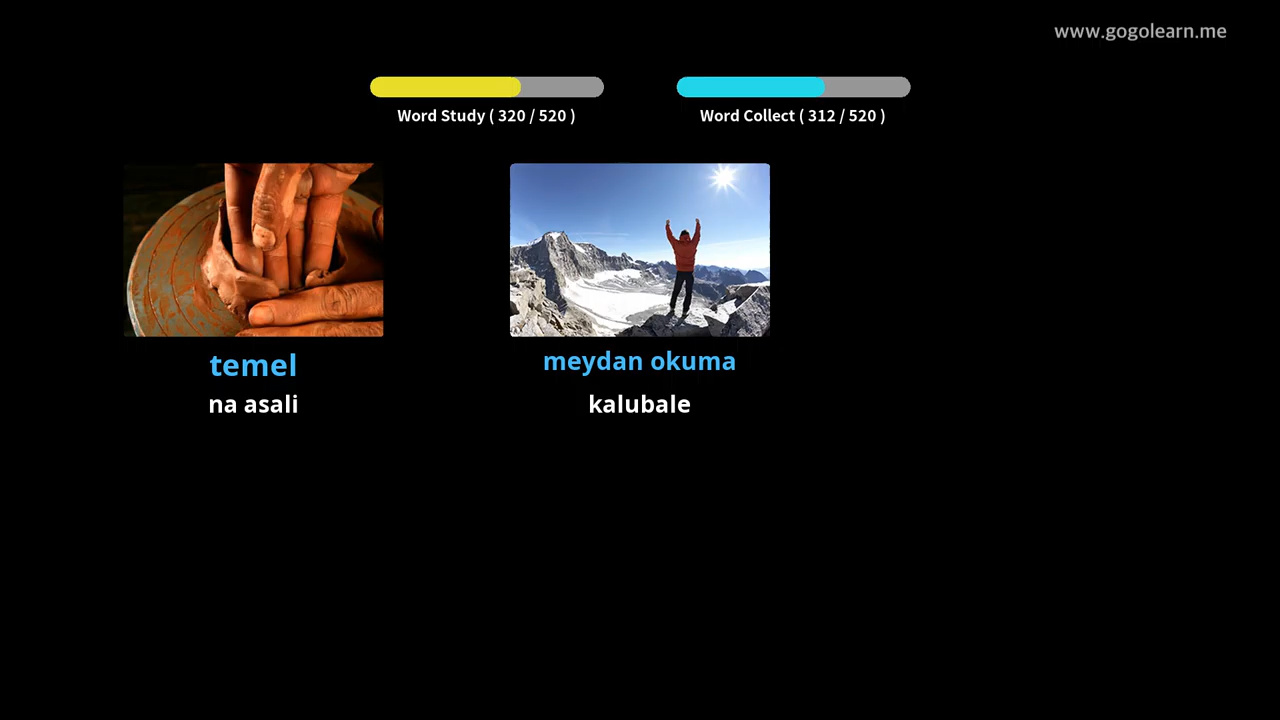 www.gogolearn.me
Word Study ( 320 / 520 )
Word Collect ( 312 / 520 )
temel
na asali
meydan okuma
kalubale